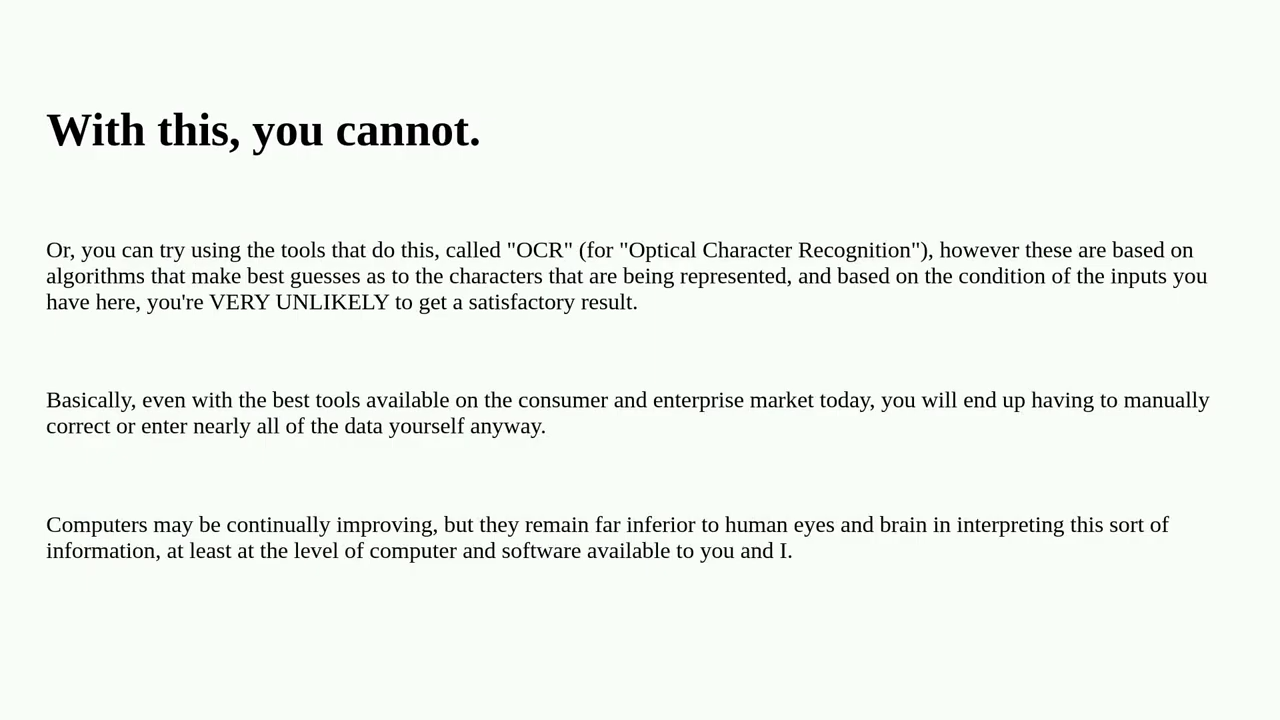 With this, you cannot.
Or, you can try using the tools that do this, called "OCR" (for "Optical Character Recognition"), however these are based on
algorithms that make best guesses as to the characters that are being represented, and based on the condition of the inputs you
have here, you're VERY UNLIKELY to get a satisfactory result.
Basically, even with the best tools available on the consumer and enterprise market today, you will end up having to manually
correct or enter nearly all of the data yourself anyway.
Computers may be continually improving, but they remain far inferior to human eyes and brain in interpreting this sort of
information, at least at the level of computer and software available to you and I.